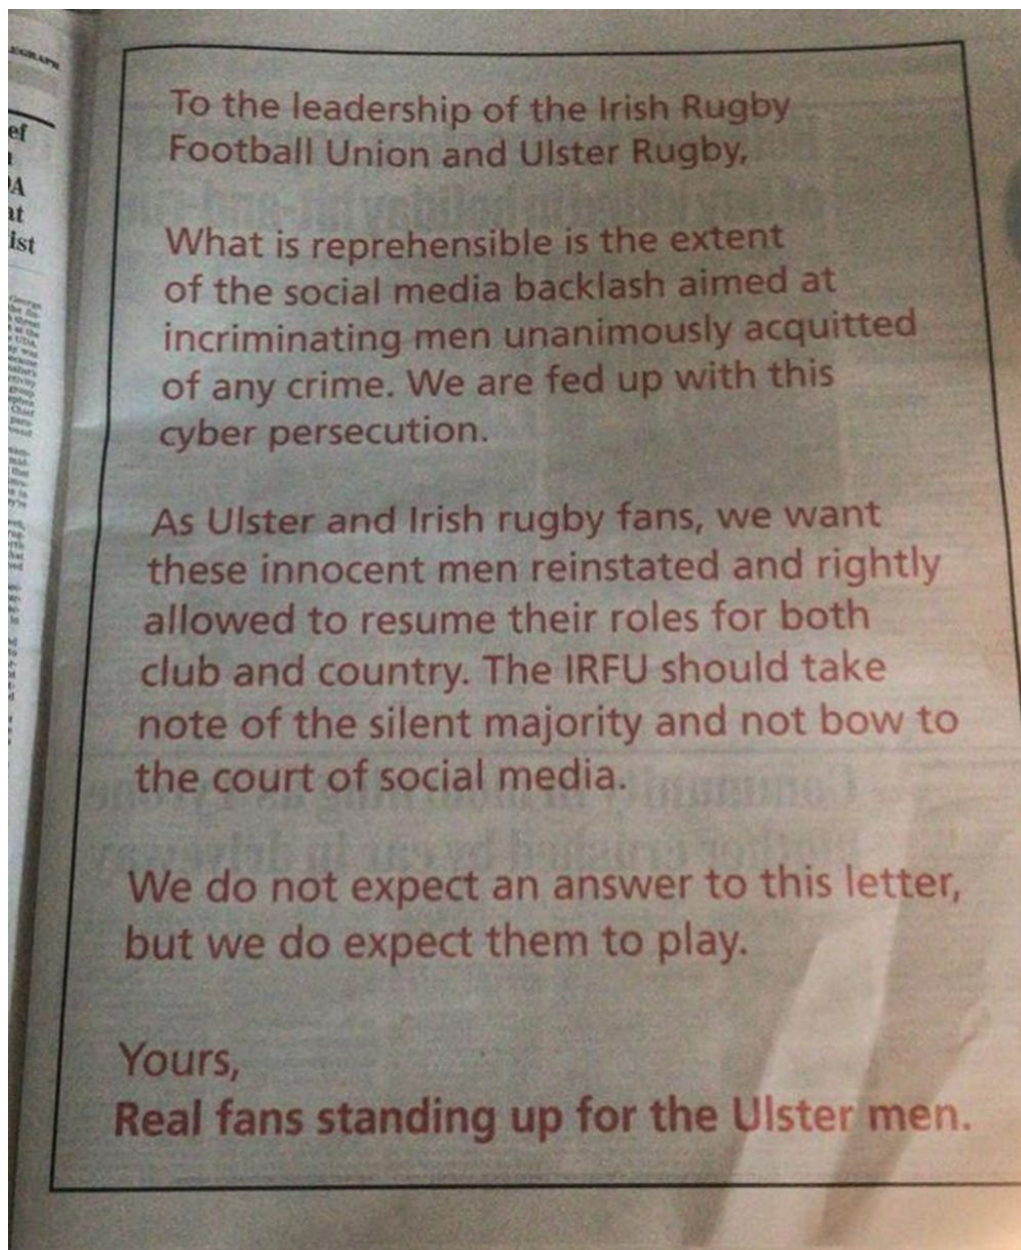 EGRAPH
ef
A
at
ist
To the leadership of the Irish Rugby
Football Union and Ulster Rugby,
What is reprehensible is the extent
of the social media backlash aimed at
incriminating men unanimously acquitted
of any crime. We are fed up with this
cyber persecution.
As Ulster and Irish rugby fans, we want
these innocent men reinstated and rightly
allowed to resume their roles for both
club and country. The IRFU should take
note of the silent majority and not bow to
the court of social media.
We do not expect an answer to this letter,
but we do expect them to play.
Yours,
Real fans standing up for the Ulster men.